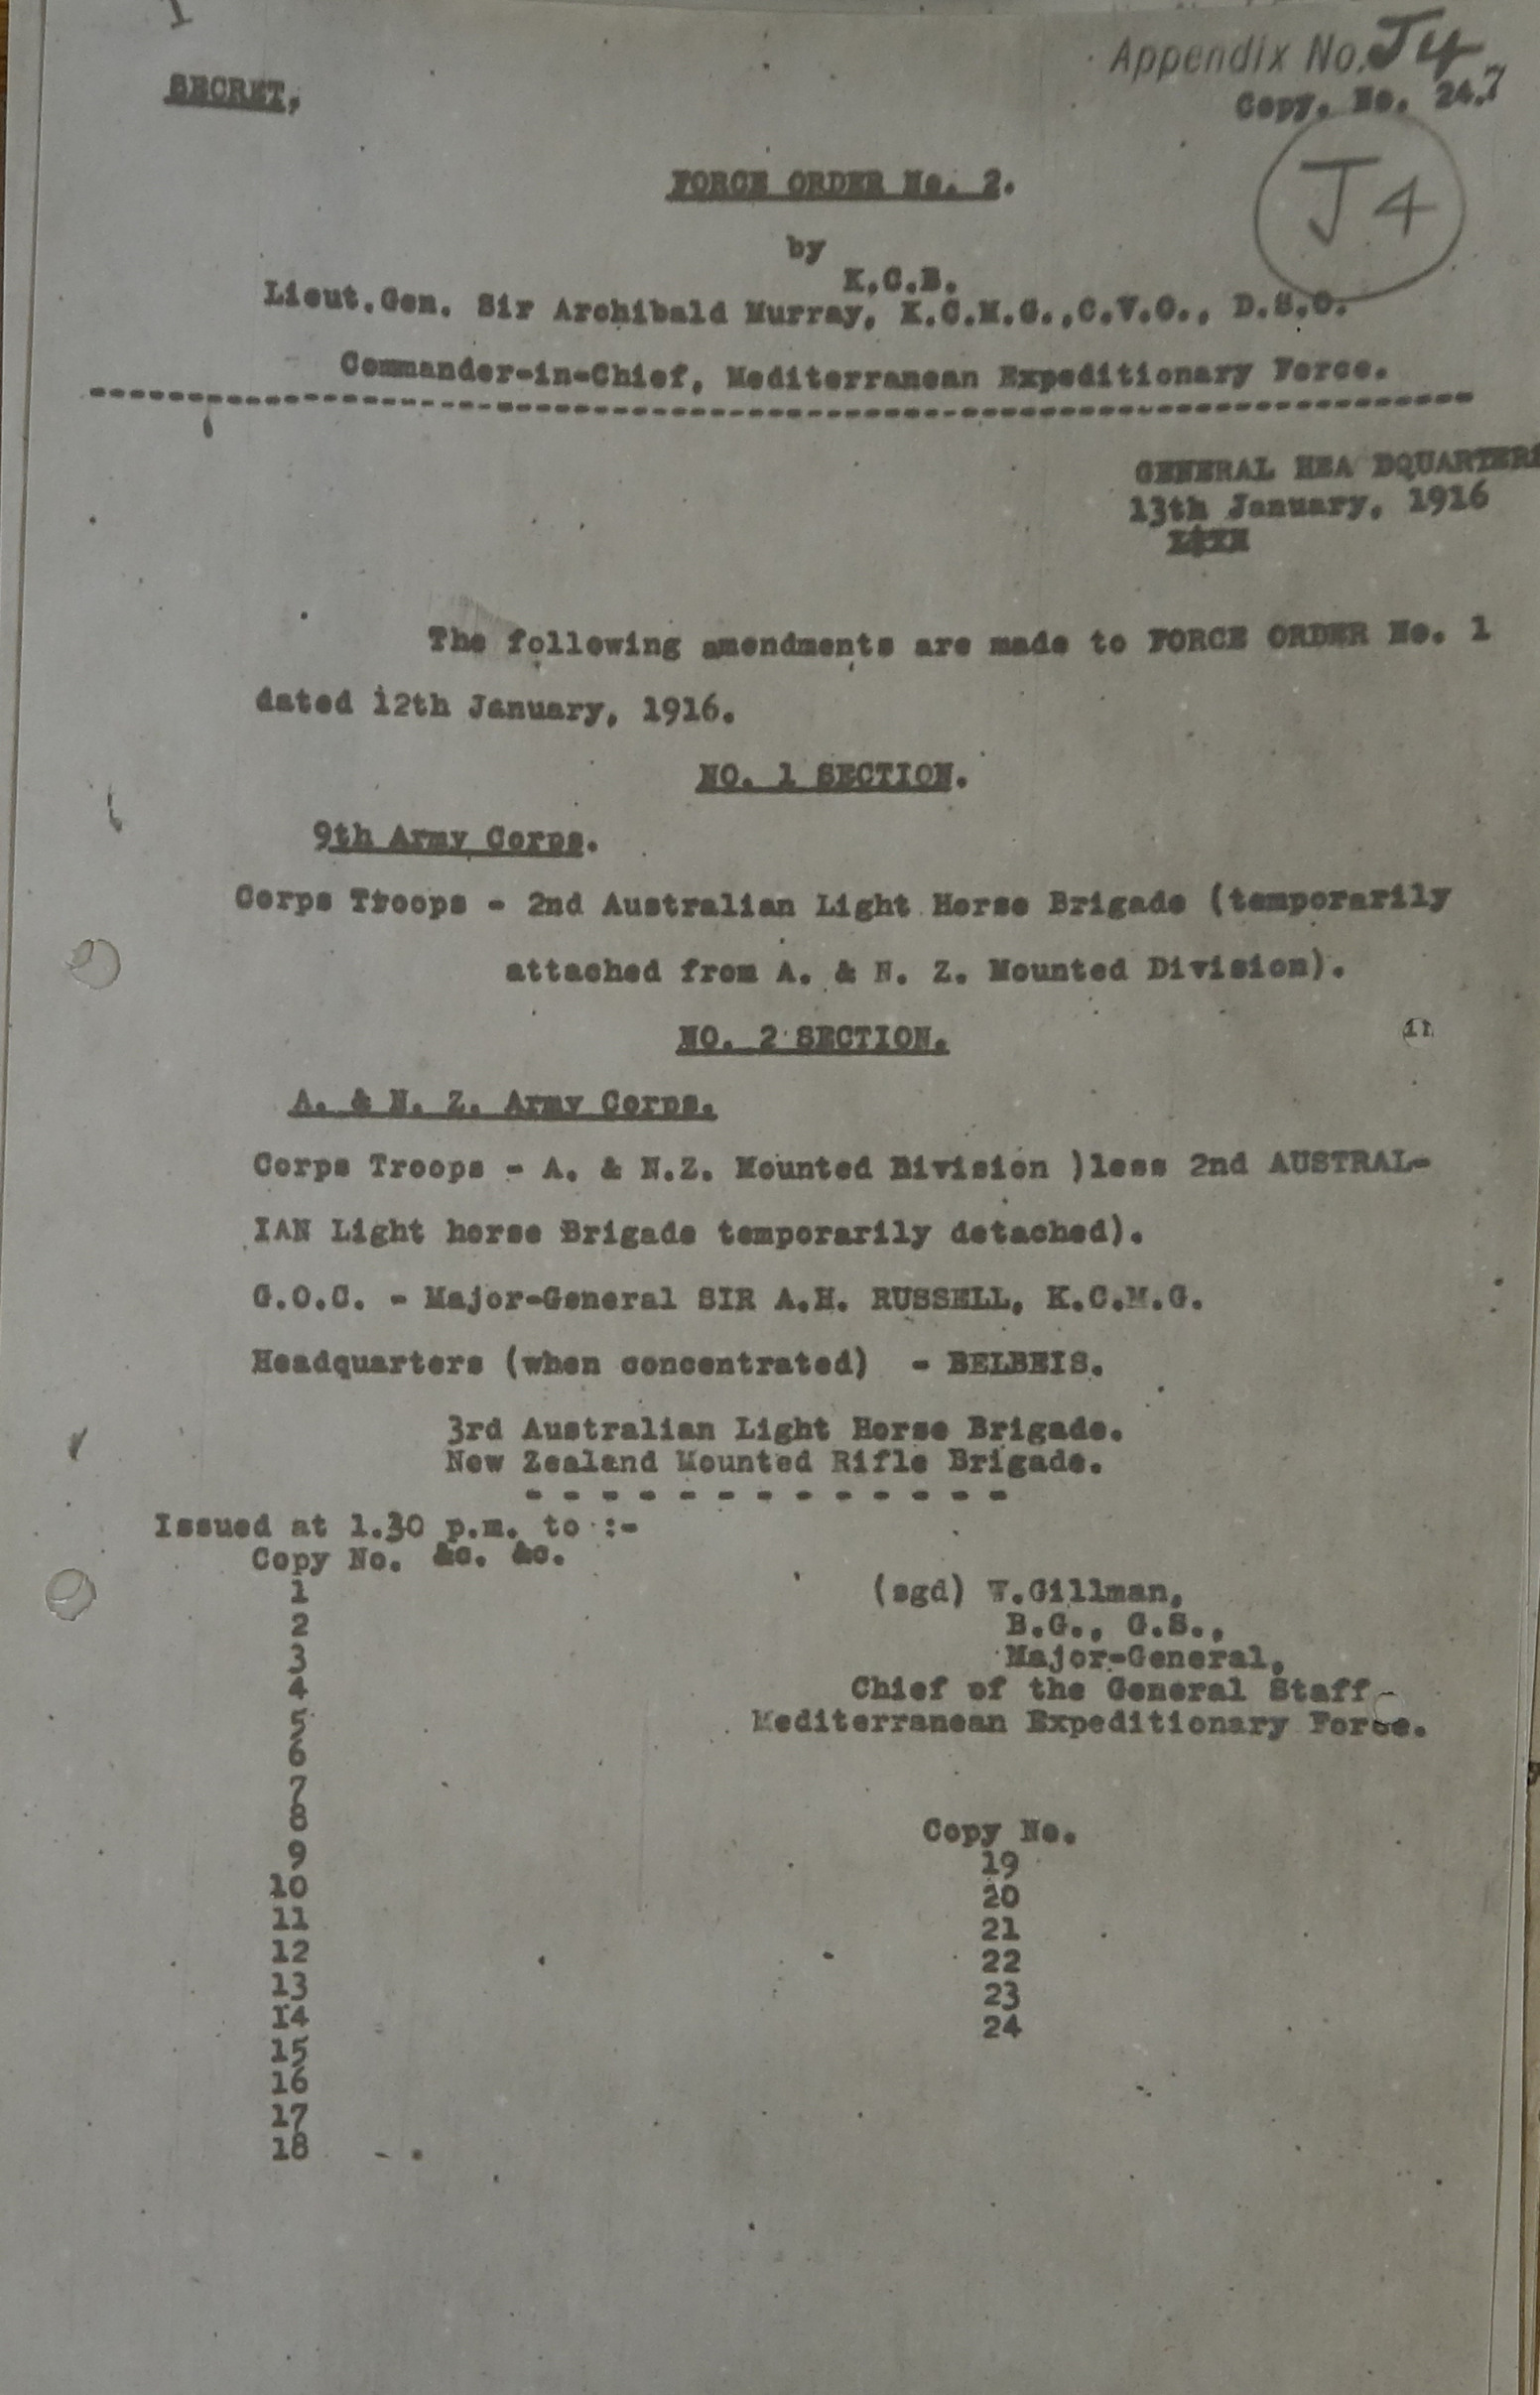 SECRET,
Appendix No. J4
Copy. No. 24.7
J4
FORCE ORDER No. 2.
by
K.C.B.
Lieut.Gen. Sir Archibald Murray, K.C.M.G.,C.V.O., D.S.O.
Commander-in-Chief, Mediterranean Expeditionary Force.
GENERAL HEA DQUARTERS
13th January, 1916
The following amendments are made to FORCE ORDER No. 1
dated 12th January, 1916.
NO. 1 SECTION.
9th Army Corps.
Corps Troops - 2nd Australian Light Horse Brigade (temporarily
attached from A. & N. Z. Mounted Division).
NO. 2 SECTION.
A. & N. Z. Army Corps.
Corps Troops - A. & N.Z. Mounted Division )less 2nd AUSTRAL-
IAN Light horse Brigade temporarily detached).
G.O.C. - Major-General SIR A.H. RUSSELL, K.C.M.G.
Headquarters (when concentrated) - BELBEIS.
3rd Australian Light Horse Brigade.
New Zealand Mounted Rifle Brigade.
- - - - - - - - - - - - -
Issued at 1.30 p.m. to :-
Copy No. &c. &c.
1
2
3
4
5
6
7
8
9
10
11
12
13
14
15
16
17
18
(sgd) W.Gillman,
B.G., G.S.,
Major-General,
Chief of the General Staff
Mediterranean Expeditionary Force.
Copy No.
19
20
21
22
23
24